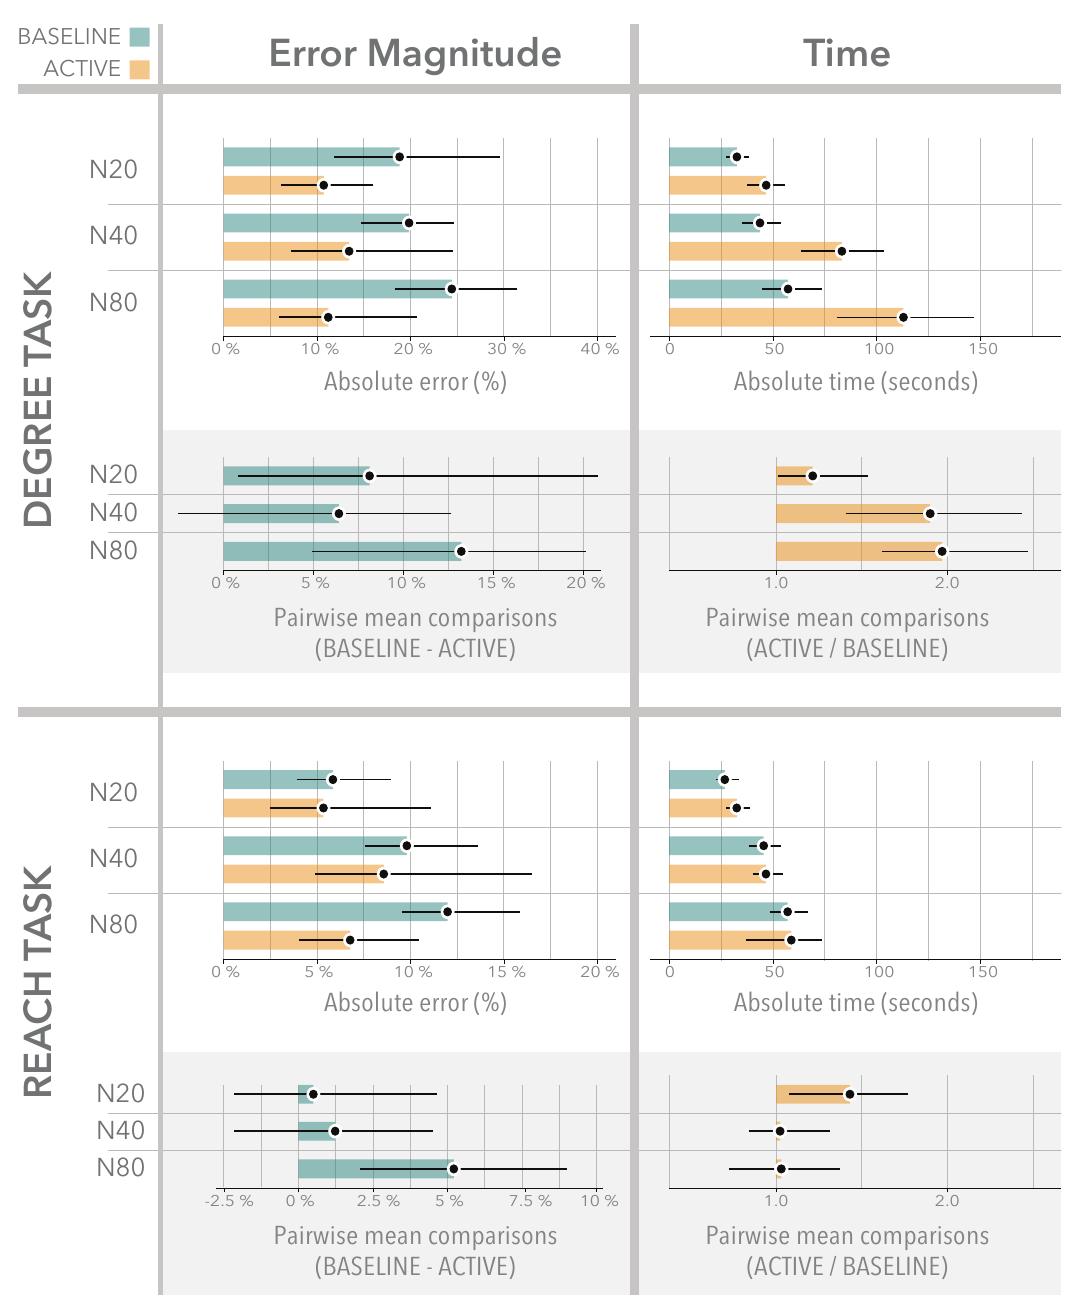 BASELINE
ACTIVE
Error Magnitude
Time
DEGREE TASK
N20
N40
N80
0 %
10 %
20 %
30 %
40 %
Absolute error (%)
0
50
100
150
Absolute time (seconds)
N20
N40
N80
0 %
5 %
10 %
15 %
20 %
Pairwise mean comparisons
(BASELINE - ACTIVE)
1.0
2.0
Pairwise mean comparisons
(ACTIVE / BASELINE)
REACH TASK
N20
N40
N80
0 %
5 %
10 %
15 %
20 %
Absolute error (%)
0
50
100
150
Absolute time (seconds)
N20
N40
N80
-2.5 %
0 %
2.5 %
5 %
7.5 %
10 %
Pairwise mean comparisons
(BASELINE - ACTIVE)
1.0
2.0
Pairwise mean comparisons
(ACTIVE / BASELINE)